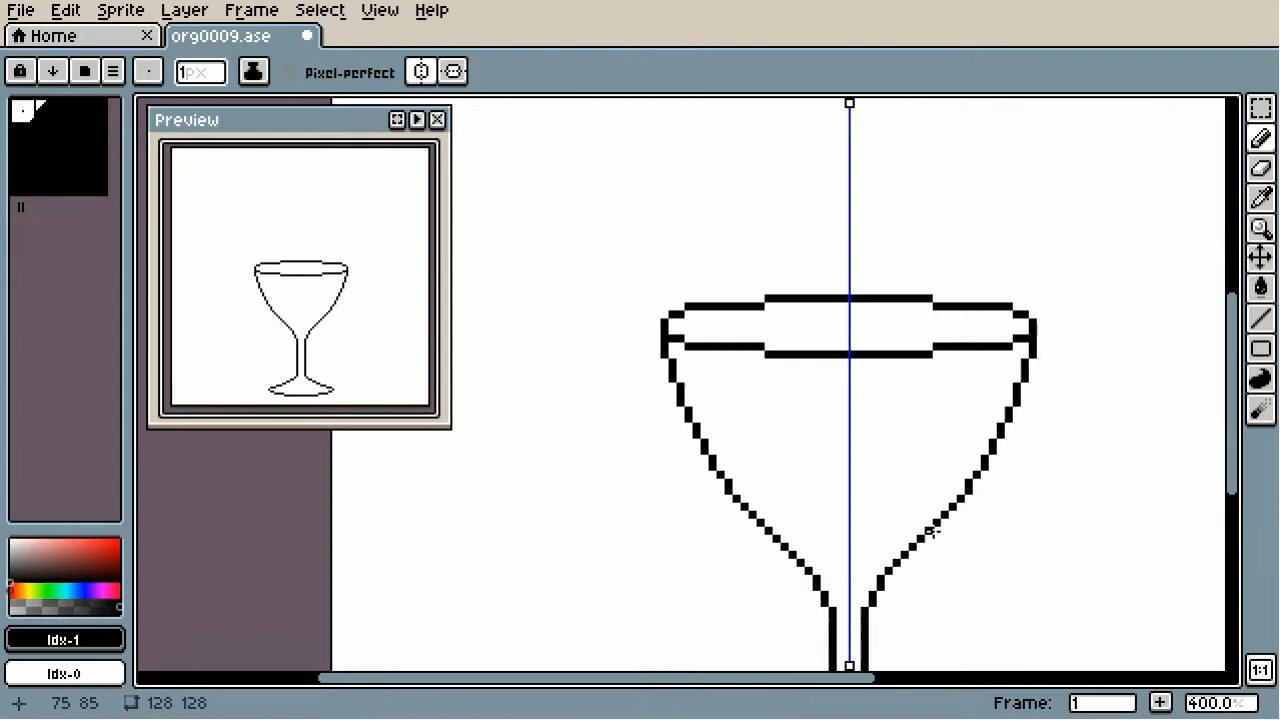 File Edit Sprite Layer Frame Select View Help
Home org0009.ase
1px Pixel-perfect
Preview
Idx-1
Idx-0
1:1
75 85 128 128 Frame: 1 400.0%